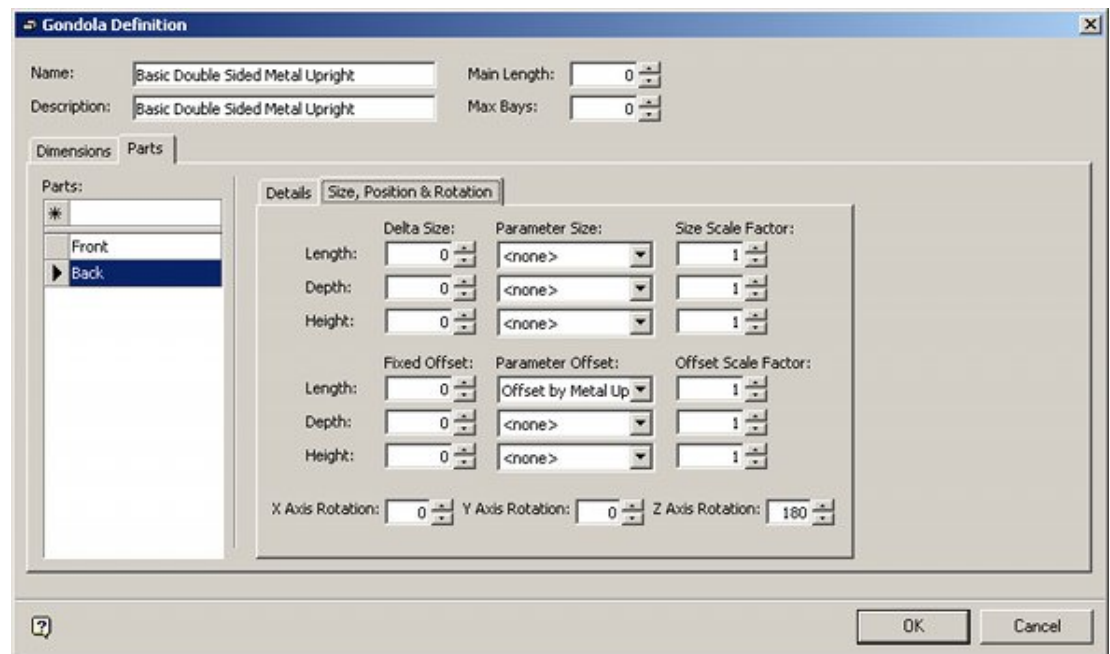 Gondola Definition
Name: Basic Double Sided Metal Upright Main Length: 0
Description: Basic Double Sided Metal Upright Max Bays: 0
Dimensions Parts
Parts: Details Size, Position & Rotation
Front
Back
Delta Size: Parameter Size: Size Scale Factor:
Length: 0 <none> 1
Depth: 0 <none> 1
Height: 0 <none> 1
Fixed Offset: Parameter Offset: Offset Scale Factor:
Length: 0 Offset by Metal Up 1
Depth: 0 <none> 1
Height: 0 <none> 1
X Axis Rotation: 0 Y Axis Rotation: 0 Z Axis Rotation: 180
OK Cancel